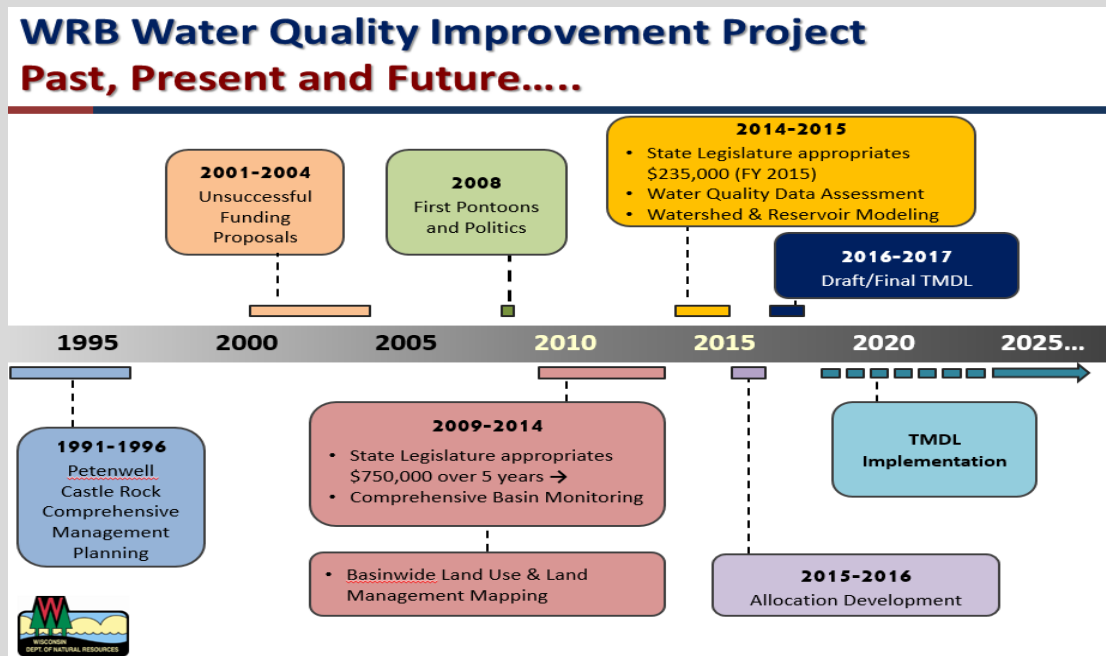 WRB Water Quality Improvement Project
Past, Present and Future.....
2001-2004
Unsuccessful
Funding
Proposals
2008
First Pontoons
and Politics
2014-2015
• State Legislature appropriates
$235,000 (FY 2015)
• Water Quality Data Assessment
• Watershed & Reservoir Modeling
2016-2017
Draft/Final TMDL
1995 2000 2005 2010 2015 2020 2025...
1991-1996
Petenwell
Castle Rock
Comprehensive
Management
Planning
2009-2014
• State Legislature appropriates
$750,000 over 5 years →
• Comprehensive Basin Monitoring
• Basinwide Land Use & Land
Management Mapping
TMDL
Implementation
2015-2016
Allocation Development
W
WISCONSIN
DEPT. OF NATURAL RESOURCES